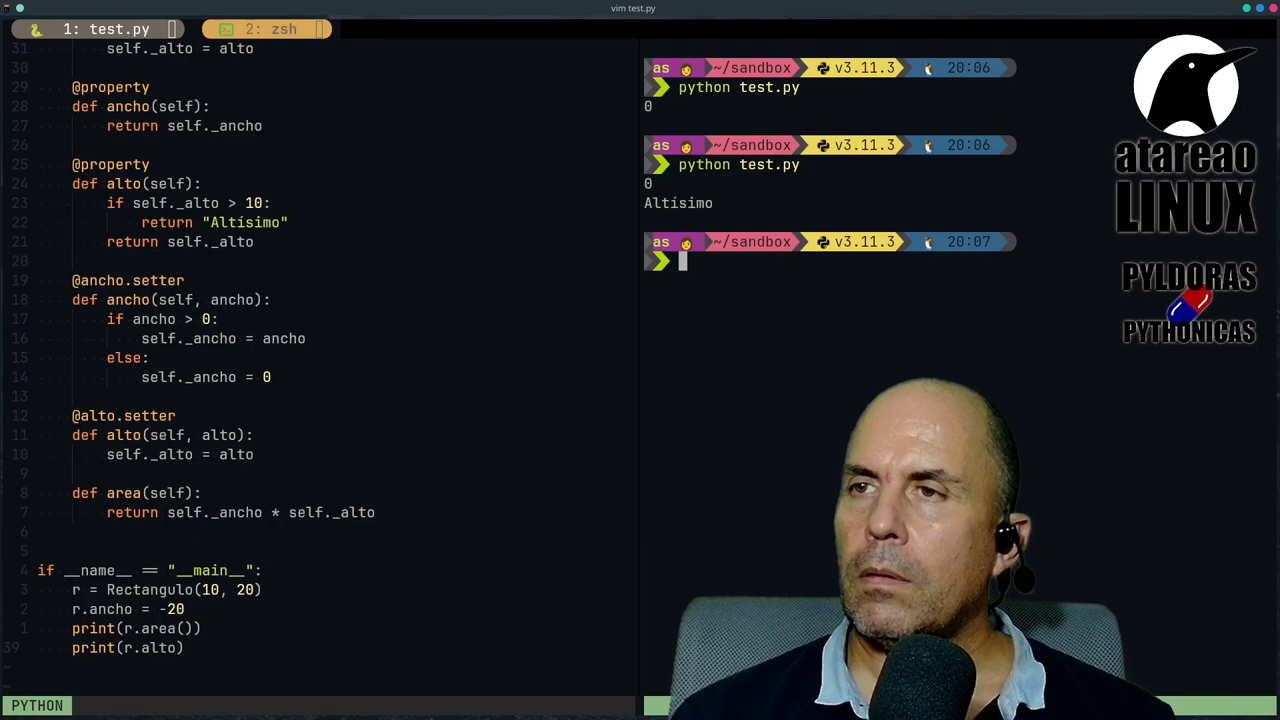 vim test.py
1: test.py
2: zsh
31 self._alto = alto
30
29 @property
28 def ancho(self):
27 return self._ancho
26
25 @property
24 def alto(self):
23 if self._alto > 10:
22 return "Altísimo"
21 return self._alto
20
19 @ancho.setter
18 def ancho(self, ancho):
17 if ancho > 0:
16 self._ancho = ancho
15 else:
14 self._ancho = 0
13
12 @alto.setter
11 def alto(self, alto):
10 self._alto = alto
9
8 def area(self):
7 return self._ancho * self._alto
6
5
4 if __name__ == "__main__":
3 r = Rectangulo(10, 20)
2 r.ancho = -20
1 print(r.area())
39 print(r.alto)
~
~
PYTHON
as ~/sandbox v3.11.3 20:06
python test.py
0
as ~/sandbox v3.11.3 20:06
python test.py
0
Altísimo
as ~/sandbox v3.11.3 20:07
atareao
LINUX
PYLDORAS
PYTHONICAS